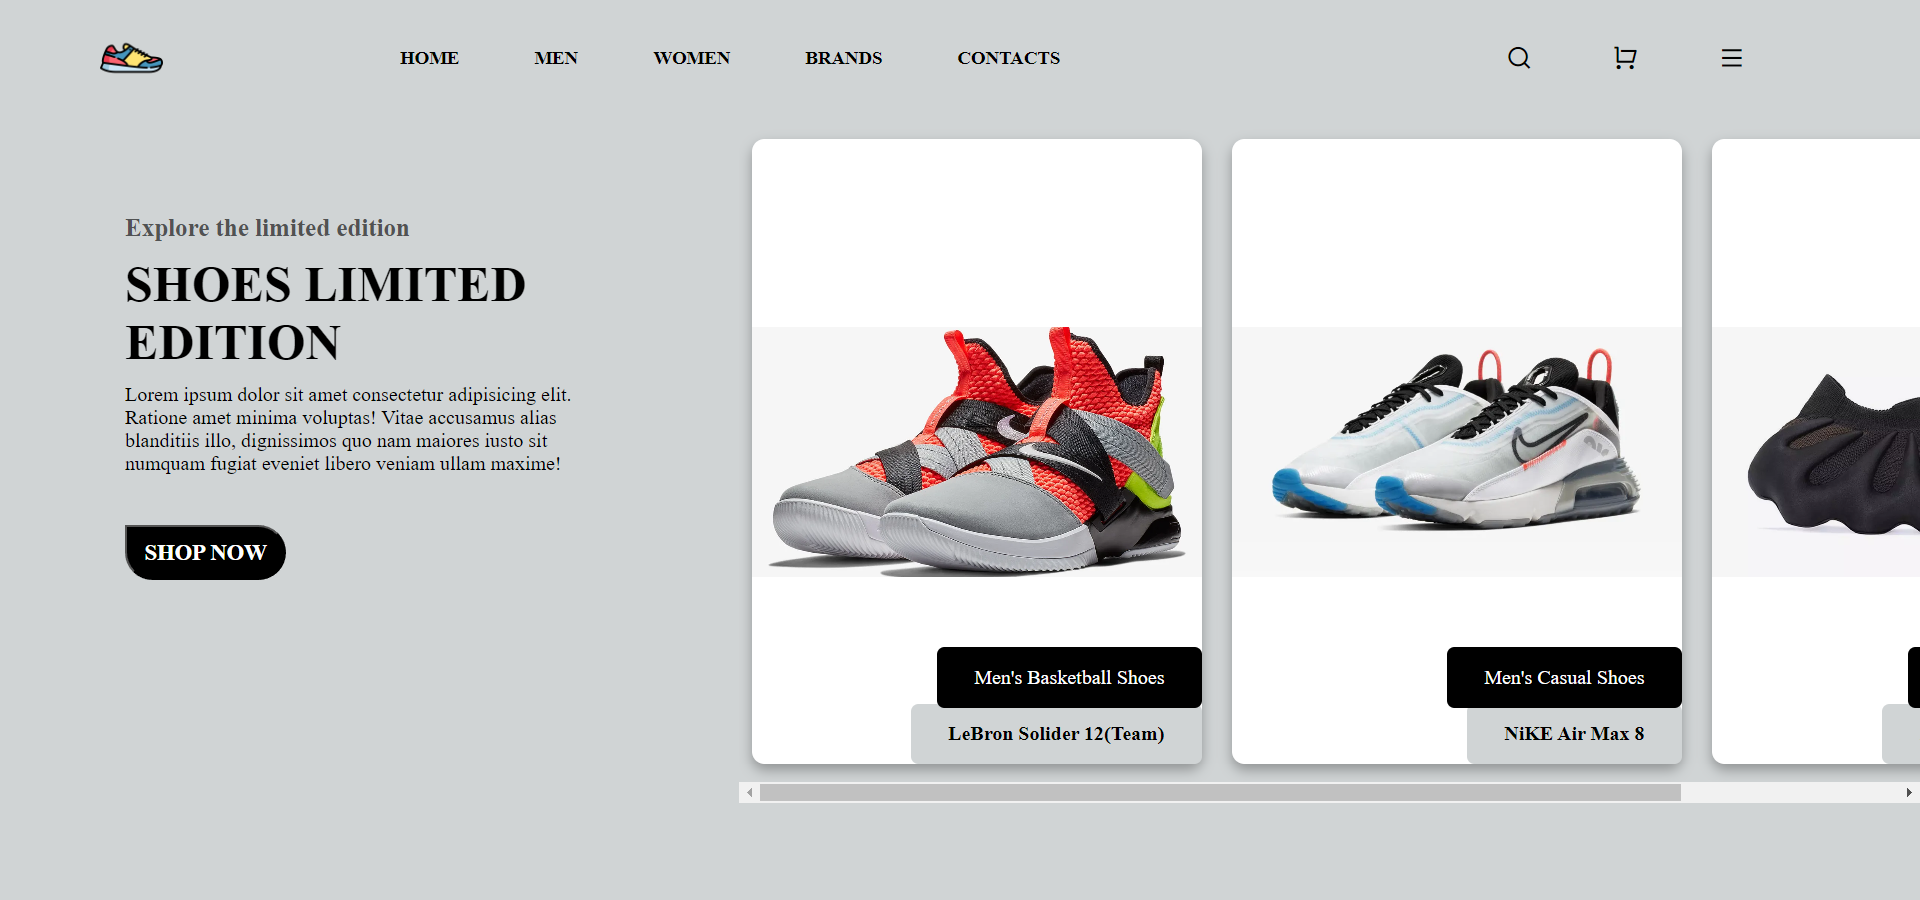 HOME MEN WOMEN BRANDS CONTACTS
Explore the limited edition
SHOES LIMITED
EDITION
Lorem ipsum dolor sit amet consectetur adipisicing elit.
Ratione amet minima voluptas! Vitae accusamus alias
blanditiis illo, dignissimos quo nam maiores iusto sit
numquam fugiat eveniet libero veniam ullam maxime!
SHOP NOW
Men's Basketball Shoes
LeBron Solider 12(Team)
Men's Casual Shoes
NiKE Air Max 8